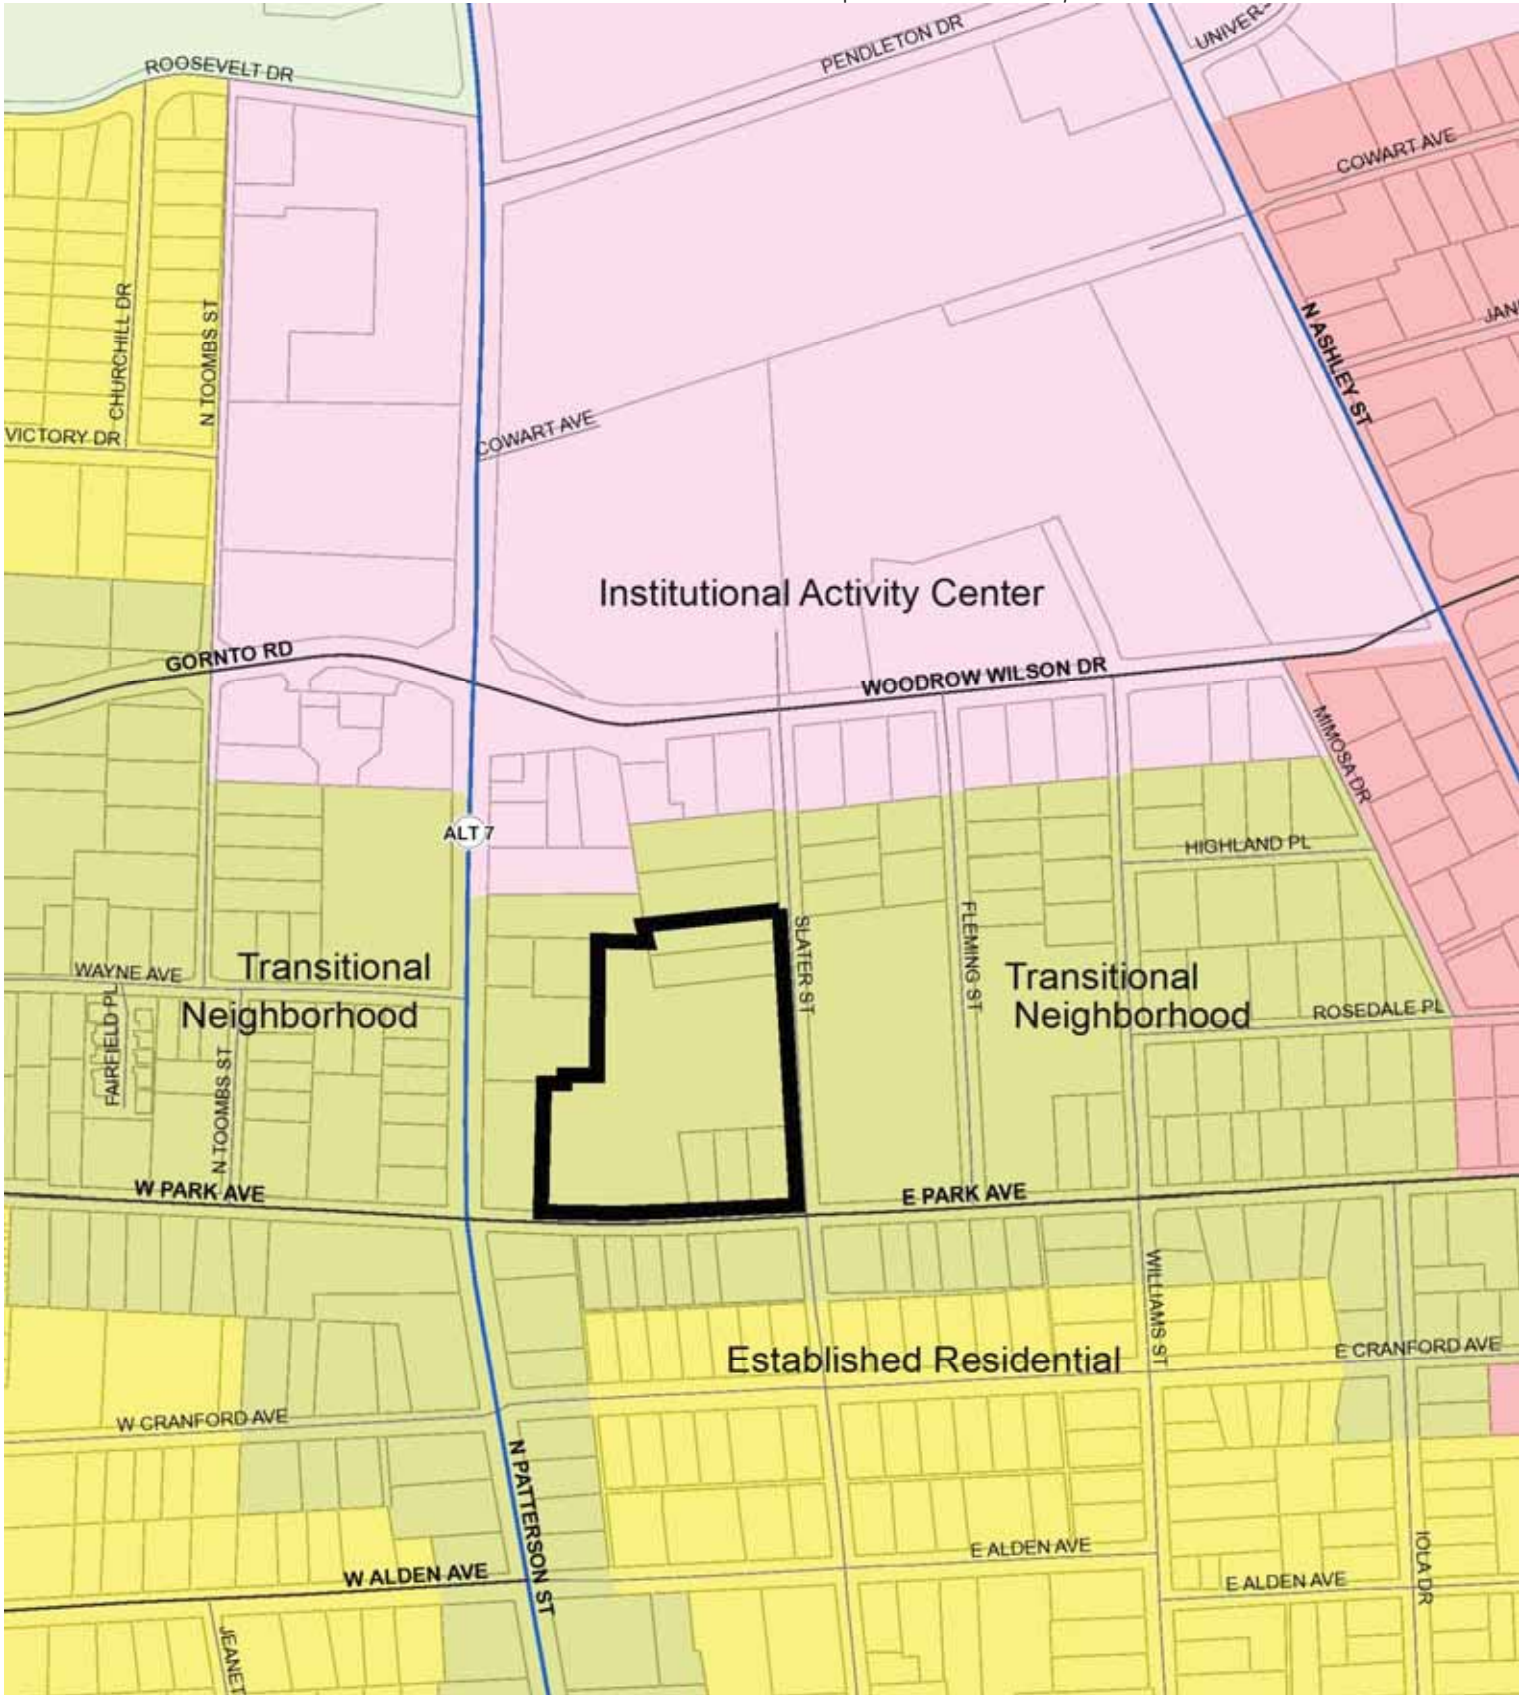 PENDLETON DR
UNIVER-
ROOSEVELT DR
COWART AVE
CHURCHILL DR
N TOOMBS ST
N ASHLEY ST
JAN
VICTORY DR
COWART AVE
Institutional Activity Center
GORNTO RD
WOODROW WILSON DR
MIMOSA DR
ALT 7
HIGHLAND PL
SLATER ST
FLEMING ST
WAYNE AVE
Transitional
Neighborhood
Transitional
Neighborhood
ROSEDALE PL
FAIRFIELD PL
N TOOMBS ST
W PARK AVE
E PARK AVE
WILLIAMS ST
Established Residential
E CRANFORD AVE
W CRANFORD AVE
N PATTERSON ST
E ALDEN AVE
IOLA DR
W ALDEN AVE
E ALDEN AVE
JEANET